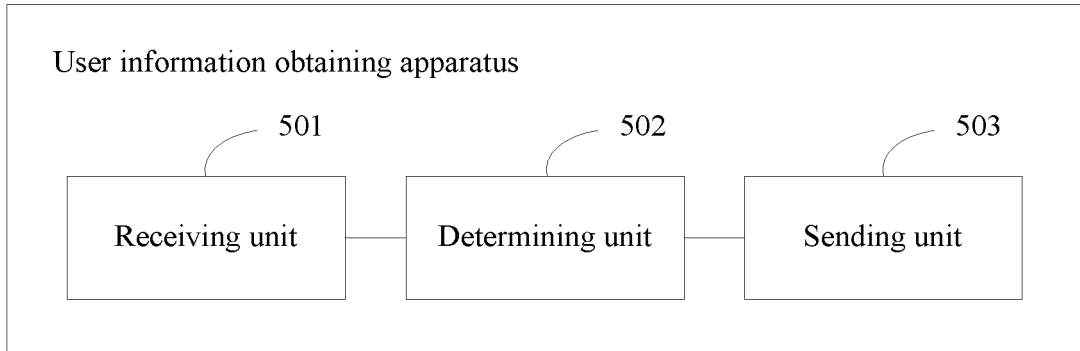 User information obtaining apparatus
501
502
503
Receiving unit
Determining unit
Sending unit